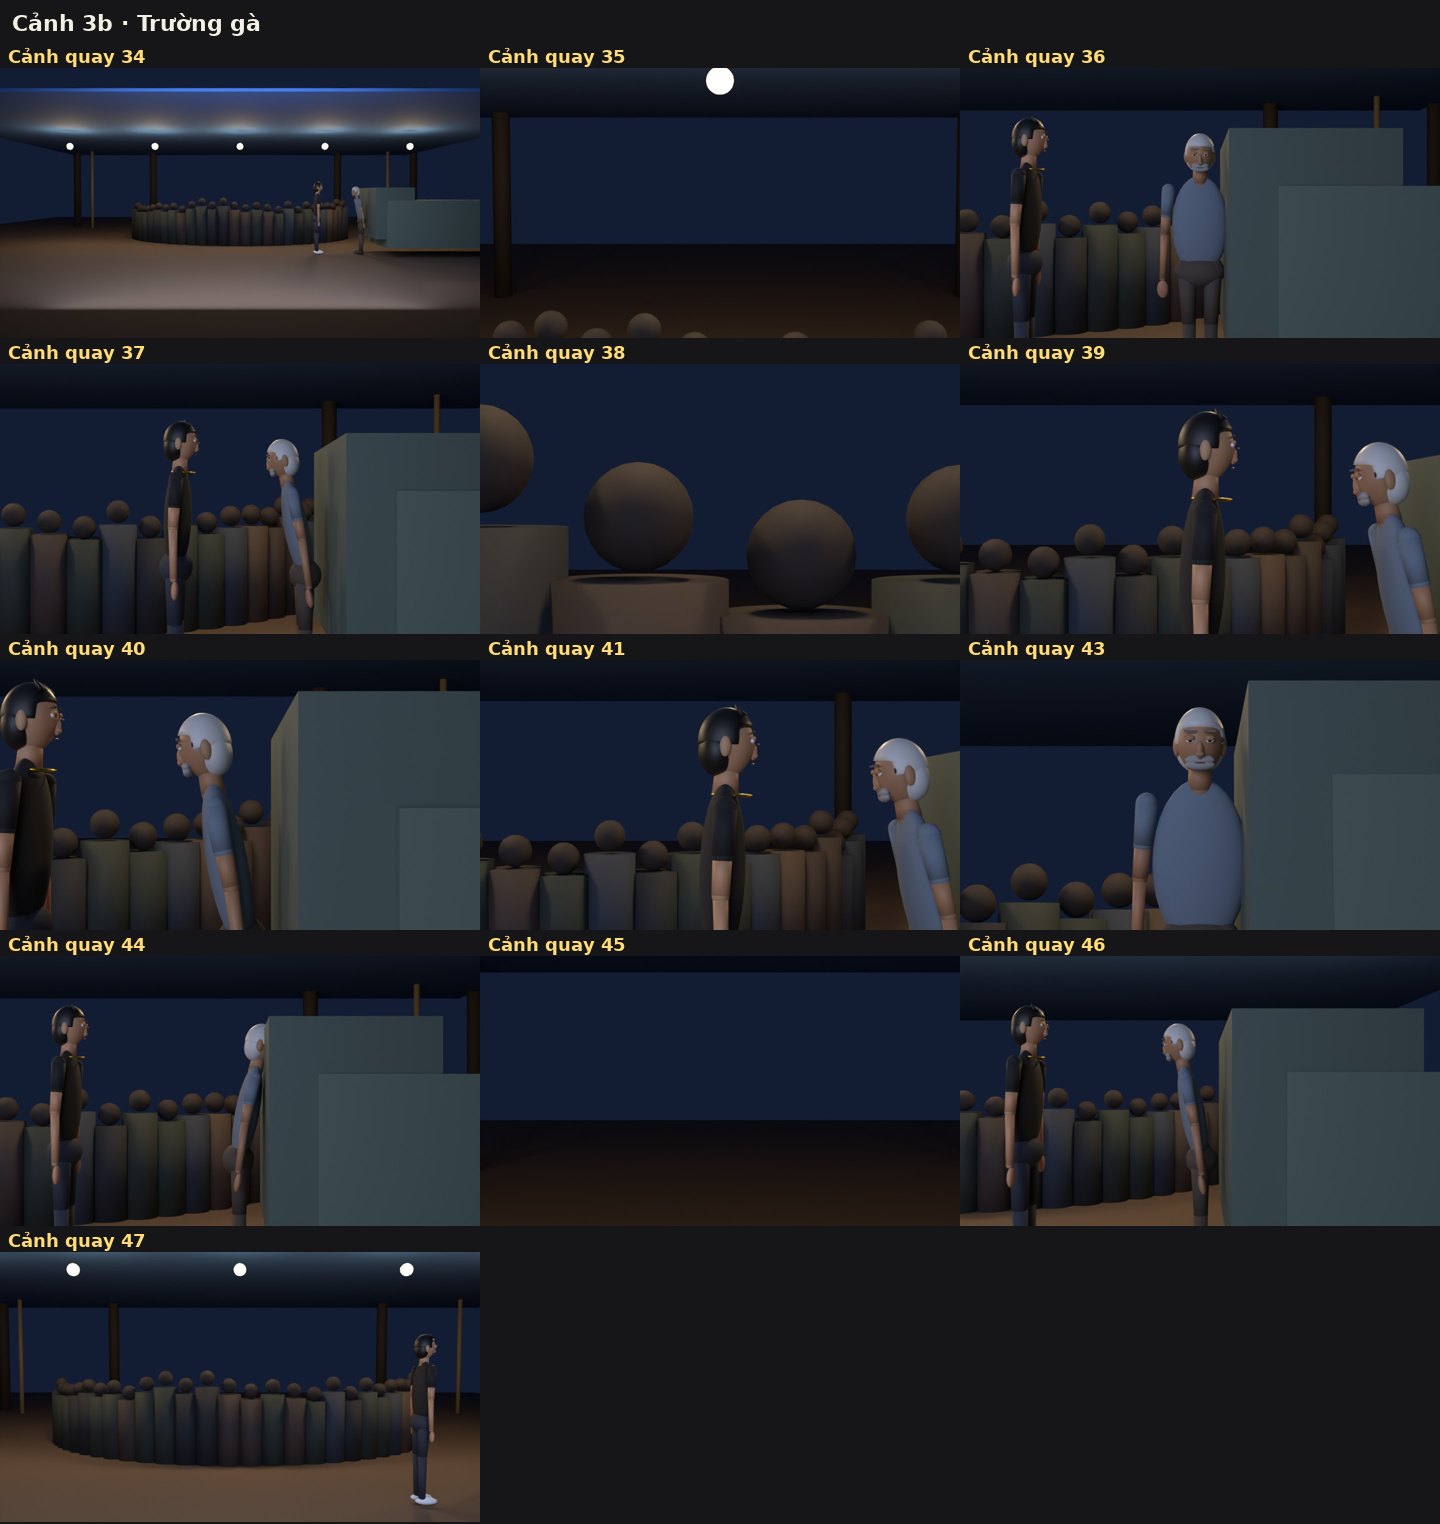 Cảnh 3b · Trường gà
Cảnh quay 34
Cảnh quay 35
Cảnh quay 36
Cảnh quay 37
Cảnh quay 38
Cảnh quay 39
Cảnh quay 40
Cảnh quay 41
Cảnh quay 43
Cảnh quay 44
Cảnh quay 45
Cảnh quay 46
Cảnh quay 47